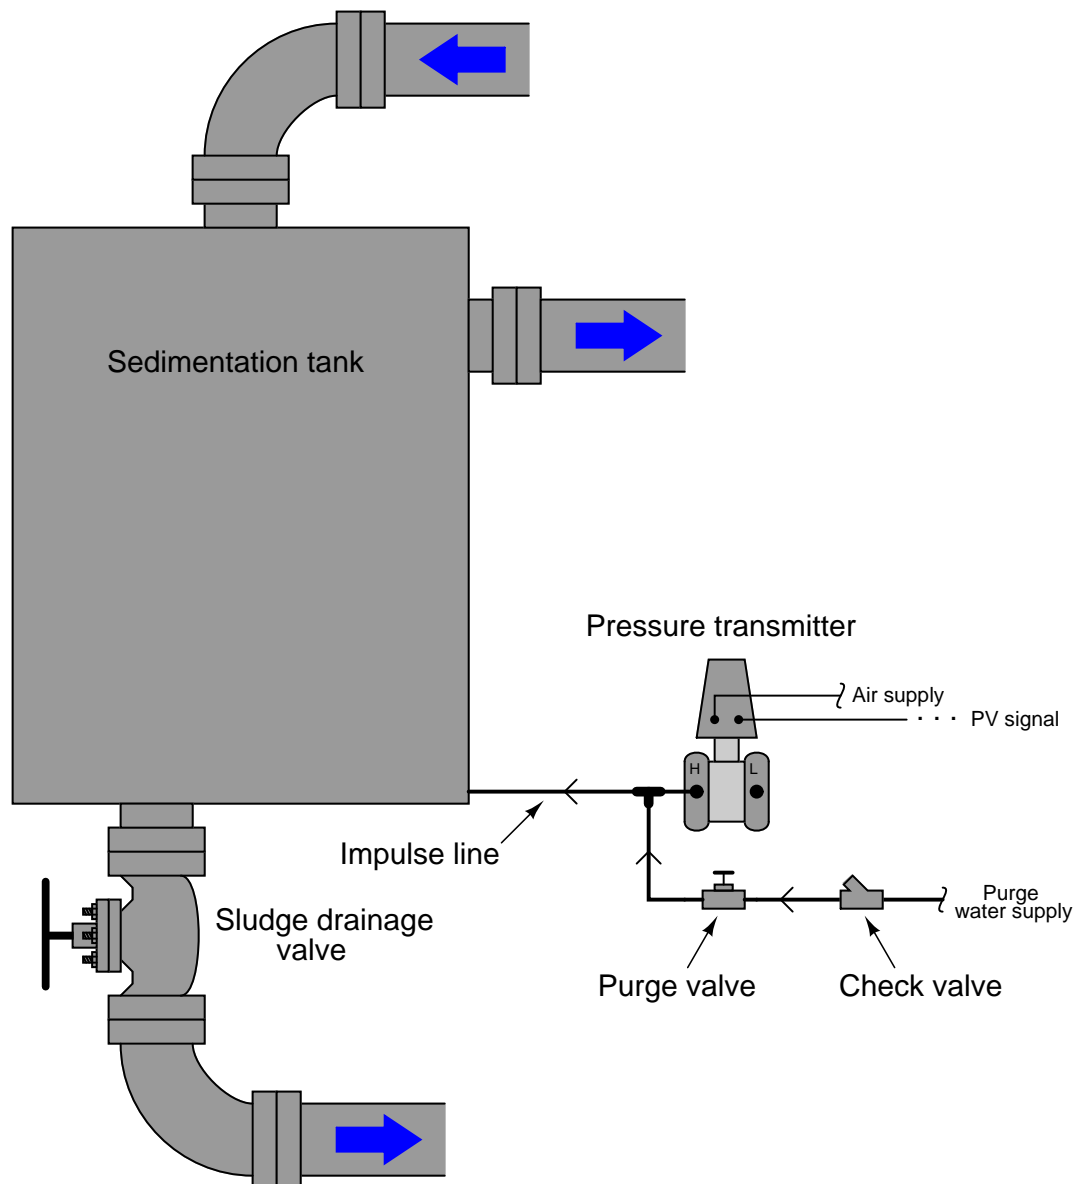 Sedimentation tank
Pressure transmitter
Air supply
PV signal
H
L
Impulse line
Purge
water supply
Sludge drainage
valve
Purge valve
Check valve